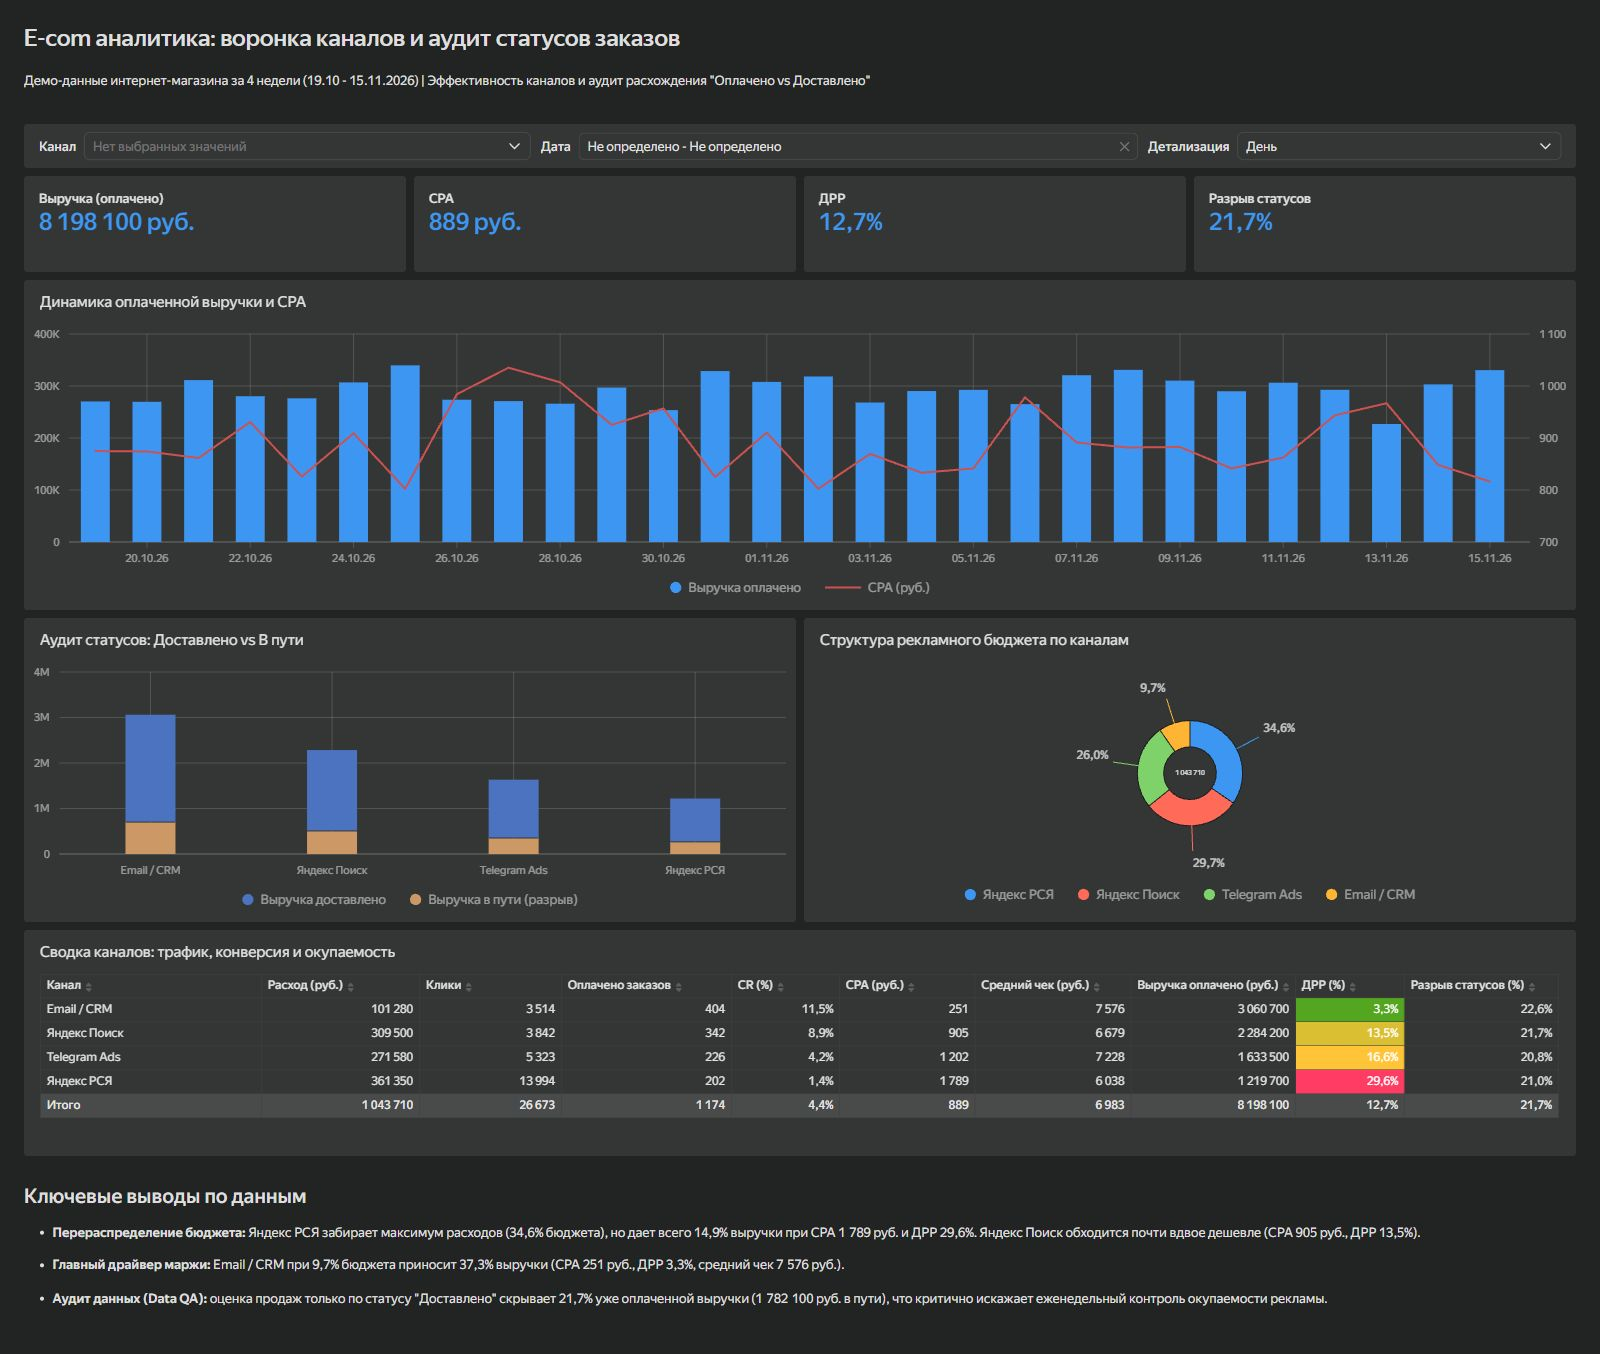 E-com аналитика: воронка каналов и аудит статусов заказов
Демо-данные интернет-магазина за 4 недели (19.10 - 15.11.2026) | Эффективность каналов и аудит расхождения "Оплачено vs Доставлено"
Канал Нет выбранных значений Дата Не определено - Не определено Детализация День
Выручка (оплачено) CPA ДРР Разрыв статусов
8 198 100 руб. 889 руб. 12,7% 21,7%
Динамика оплаченной выручки и CPA
400K 1 100
300K 1 000
200K 900
100K 800
0 700
20.10.26 22.10.26 24.10.26 26.10.26 28.10.26 30.10.26 01.11.26 03.11.26 05.11.26 07.11.26 09.11.26 11.11.26 13.11.26 15.11.26
Выручка оплачено CPA (руб.)
Аудит статусов: Доставлено vs В пути
4M
3M
2M
1M
0
Email / CRM Яндекс Поиск Telegram Ads Яндекс РСЯ
Выручка доставлено Выручка в пути (разрыв)
Структура рекламного бюджета по каналам
9,7%
34,6%
26,0%
1 043 710
29,7%
Яндекс РСЯ Яндекс Поиск Telegram Ads Email / CRM
Сводка каналов: трафик, конверсия и окупаемость
Канал Расход (руб.) Клики Оплачено заказов CR (%) CPA (руб.) Средний чек (руб.) Выручка оплачено (руб.) ДРР (%) Разрыв статусов (%)
Email / CRM 101 280 3 514 404 11,5% 251 7 576 3 060 700 3,3% 22,6%
Яндекс Поиск 309 500 3 842 342 8,9% 905 6 679 2 284 200 13,5% 21,7%
Telegram Ads 271 580 5 323 226 4,2% 1 202 7 228 1 633 500 16,6% 20,8%
Яндекс РСЯ 361 350 13 994 202 1,4% 1 789 6 038 1 219 700 29,6% 21,0%
Итого 1 043 710 26 673 1 174 4,4% 889 6 983 8 198 100 12,7% 21,7%
Ключевые выводы по данным
• Перераспределение бюджета: Яндекс РСЯ забирает максимум расходов (34,6% бюджета), но дает всего 14,9% выручки при CPA 1 789 руб. и ДРР 29,6%. Яндекс Поиск обходится почти вдвое дешевле (CPA 905 руб., ДРР 13,5%).
• Главный драйвер маржи: Email / CRM при 9,7% бюджета приносит 37,3% выручки (CPA 251 руб., ДРР 3,3%, средний чек 7 576 руб.).
• Аудит данных (Data QA): оценка продаж только по статусу "Доставлено" скрывает 21,7% уже оплаченной выручки (1 782 100 руб. в пути), что критично искажает еженедельный контроль окупаемости рекламы.